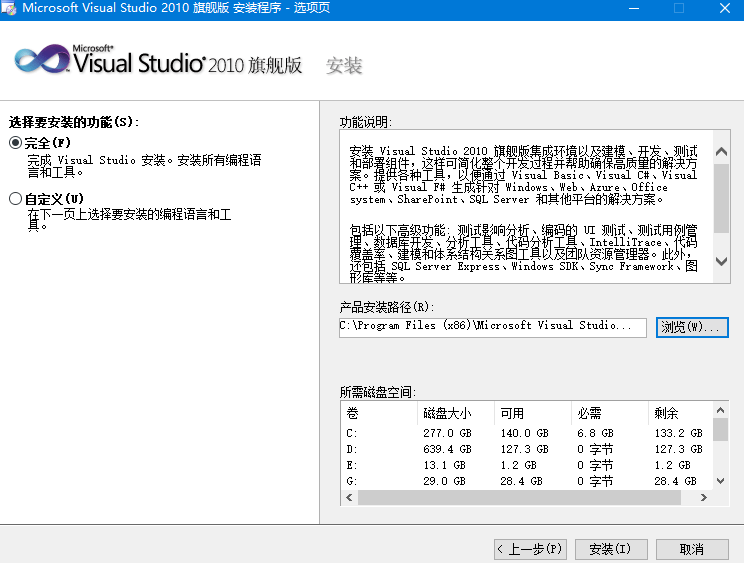 Microsoft Visual Studio 2010 旗舰版 安装程序 - 选项页
Microsoft®
Visual Studio® 2010 旗舰版 安装
选择要安装的功能(S):
完全(F)
完成 Visual Studio 安装。安装所有编程语
言和工具。
自定义(U)
在下一页上选择要安装的编程语言和工
具。
功能说明:
安装 Visual Studio 2010 旗舰版集成环境以及建模、开发、测试
和部署组件，这样可简化整个开发过程并帮助确保高质量的解决方
案。提供各种工具，以便通过 Visual Basic、Visual C#、Visual
C++ 或 Visual F# 生成针对 Windows、Web、Azure、Office
system、SharePoint、SQL Server 和其他平台的解决方案。
包括以下高级功能: 测试影响分析、编码的 UI 测试、测试用例管
理、数据库开发、分析工具、代码分析工具、IntelliTrace、代码
覆盖率、建模和体系结构关系图工具以及团队资源管理器。此外，
还包括 SQL Server Express、Windows SDK、Sync Framework、图
形库等等。
产品安装路径(R):
C:\Program Files (x86)\Microsoft Visual Studio...
浏览(W)...
所需磁盘空间:
卷 磁盘大小 可用 必需 剩余
C: 277.0 GB 140.0 GB 6.8 GB 133.2 GB
D: 639.4 GB 127.3 GB 0 字节 127.3 GB
E: 13.1 GB 1.2 GB 0 字节 1.2 GB
G: 29.0 GB 28.4 GB 0 字节 28.4 GB
< 上一步(P) 安装(I) 取消